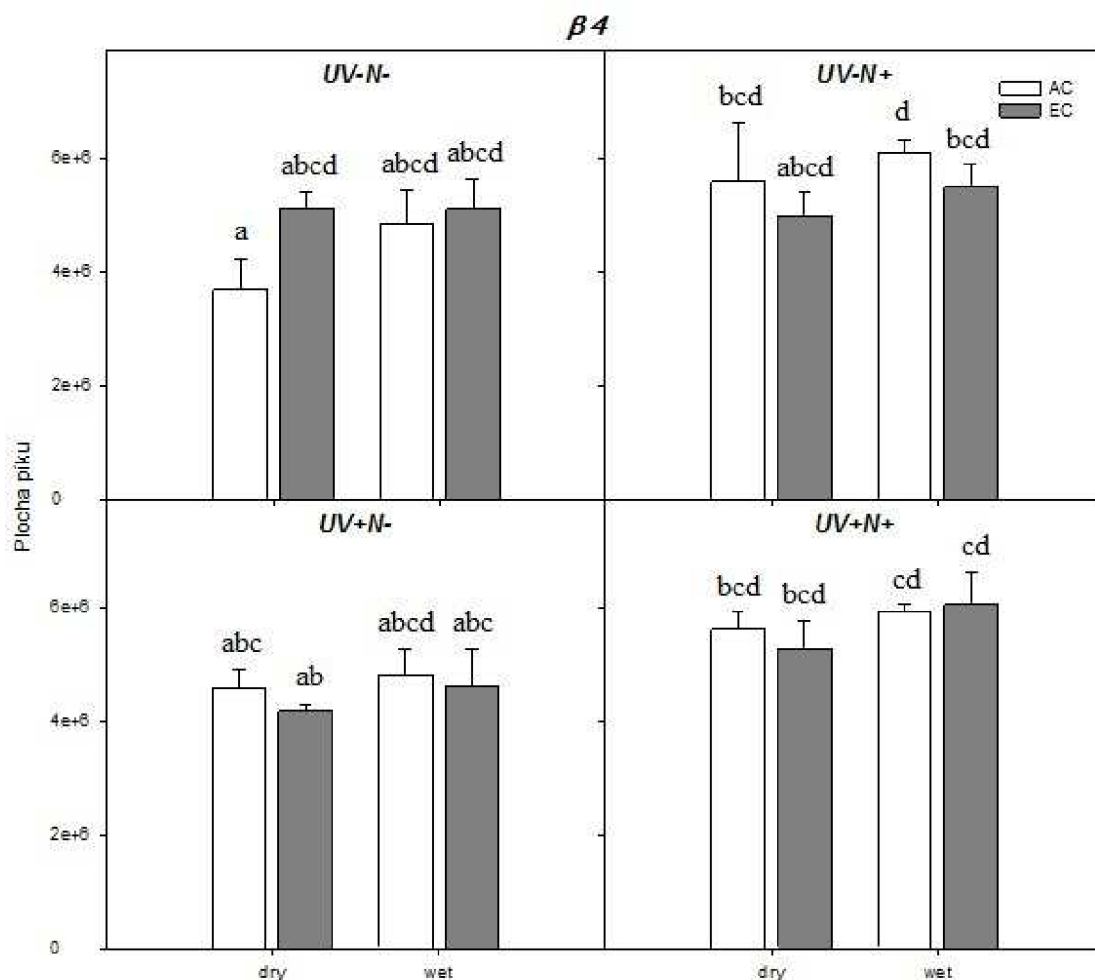 β4
UV-N-
UV-N+
AC
EC
bcd
d
6e+6
abcd
abcd
abcd
abcd
bcd
a
4e+6
2e+6
0
Plocha píku
UV+N-
UV+N+
cd
6e+6
bcd
bcd
cd
abc
abcd
abc
ab
4e+6
2e+6
0
dry
wet
dry
wet